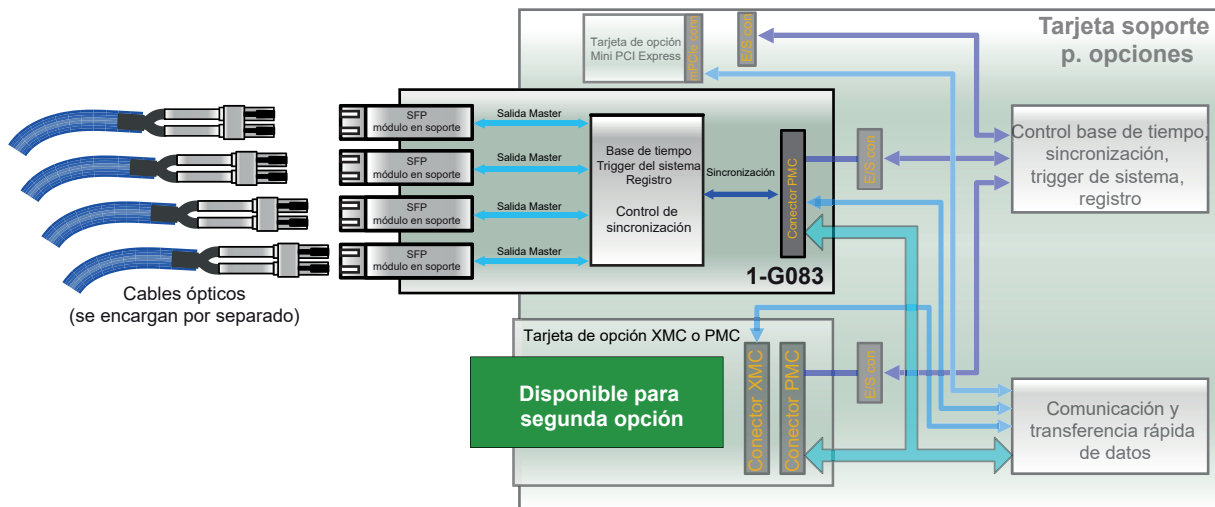 Tarjeta soporte
p. opciones
Tarjeta de opción
Mini PCI Express
mPCIe conn
E/S con
SFP
módulo en soporte
Salida Master
SFP
módulo en soporte
Salida Master
SFP
módulo en soporte
Salida Master
SFP
módulo en soporte
Salida Master
Base de tiempo
Trigger del sistema
Registro
Control de
sincronización
Sincronización
Conector PMC
E/S con
Control base de tiempo,
sincronización,
trigger de sistema,
registro
1-G083
Cables ópticos
(se encargan por separado)
Tarjeta de opción XMC o PMC
Disponible para
segunda opción
Conector XMC
Conector PMC
E/S con
Comunicación y
transferencia rápida
de datos